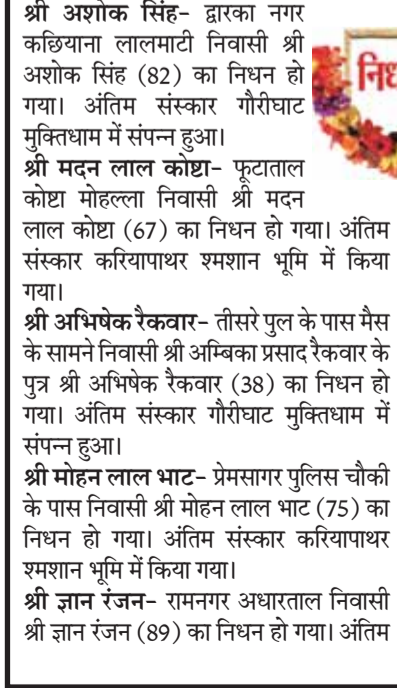 श्री अशोक सिंह- द्वारका नगर
कछियाना लालमाटी निवासी श्री
अशोक सिंह (82) का निधन हो
गया। अंतिम संस्कार गौरीघाट
मुक्तिधाम में संपन्न हुआ।
श्री मदन लाल कोष्टा- फूटाताल
कोष्टा मोहल्ला निवासी श्री मदन
लाल कोष्टा (67) का निधन हो गया। अंतिम
संस्कार करियापाथर श्मशान भूमि में किया
गया।
श्री अभिषेक रैकवार- तीसरे पुल के पास मैस
के सामने निवासी श्री अम्बिका प्रसाद रैकवार के
पुत्र श्री अभिषेक रैकवार (38) का निधन हो
गया। अंतिम संस्कार गौरीघाट मुक्तिधाम में
संपन्न हुआ।
श्री मोहन लाल भाट- प्रेमसागर पुलिस चौकी
के पास निवासी श्री मोहन लाल भाट (75) का
निधन हो गया। अंतिम संस्कार करियापाथर
श्मशान भूमि में किया गया।
श्री ज्ञान रंजन- रामनगर अधारताल निवासी
श्री ज्ञान रंजन (89) का निधन हो गया। अंतिम